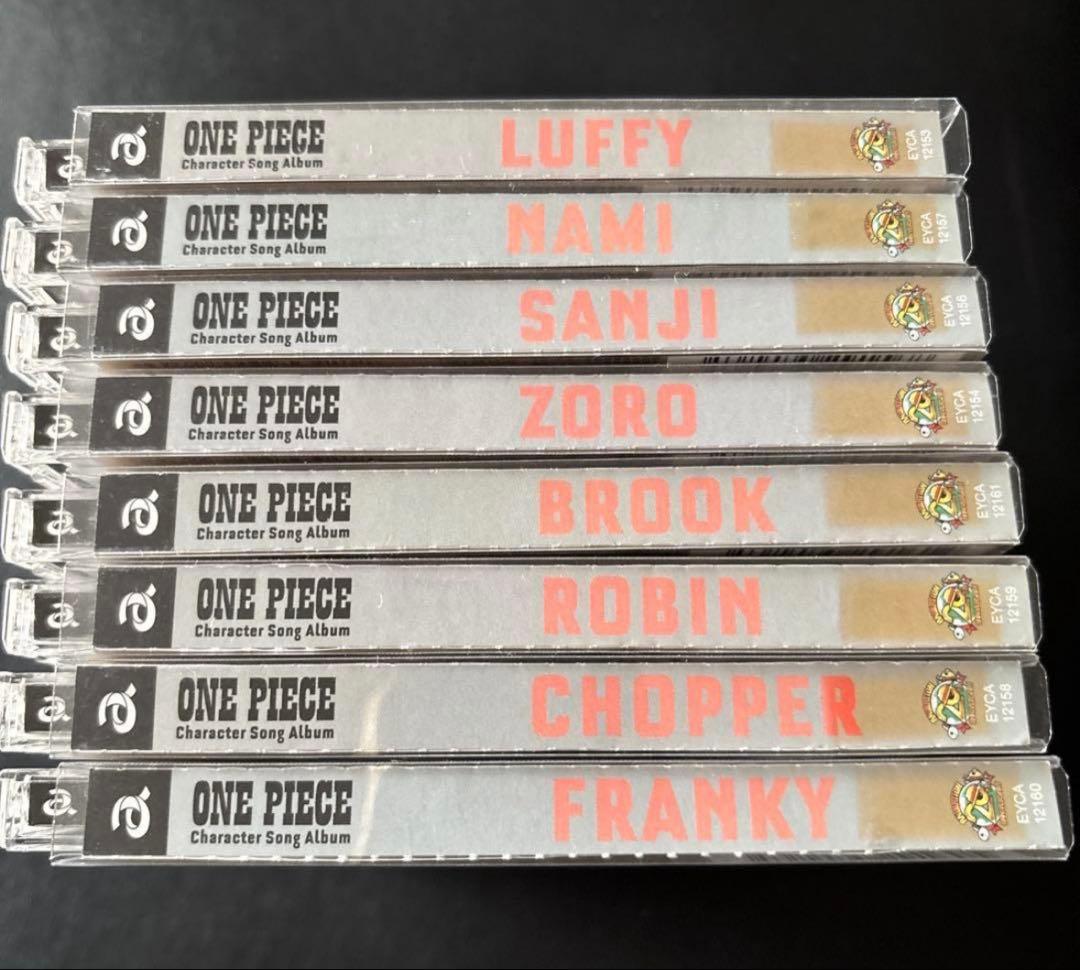 ONE PIECE
Character Song Album
LUFFY
EYCA
12153
ONE PIECE
Character Song Album
NAMI
EYCA
12157
ONE PIECE
Character Song Album
SANJI
EYCA
12156
ONE PIECE
Character Song Album
ZORO
EYCA
12154
ONE PIECE
Character Song Album
BROOK
EYCA
12161
ONE PIECE
Character Song Album
ROBIN
EYCA
12159
ONE PIECE
Character Song Album
CHOPPER
EYCA
12158
ONE PIECE
Character Song Album
FRANKY
EYCA
12160